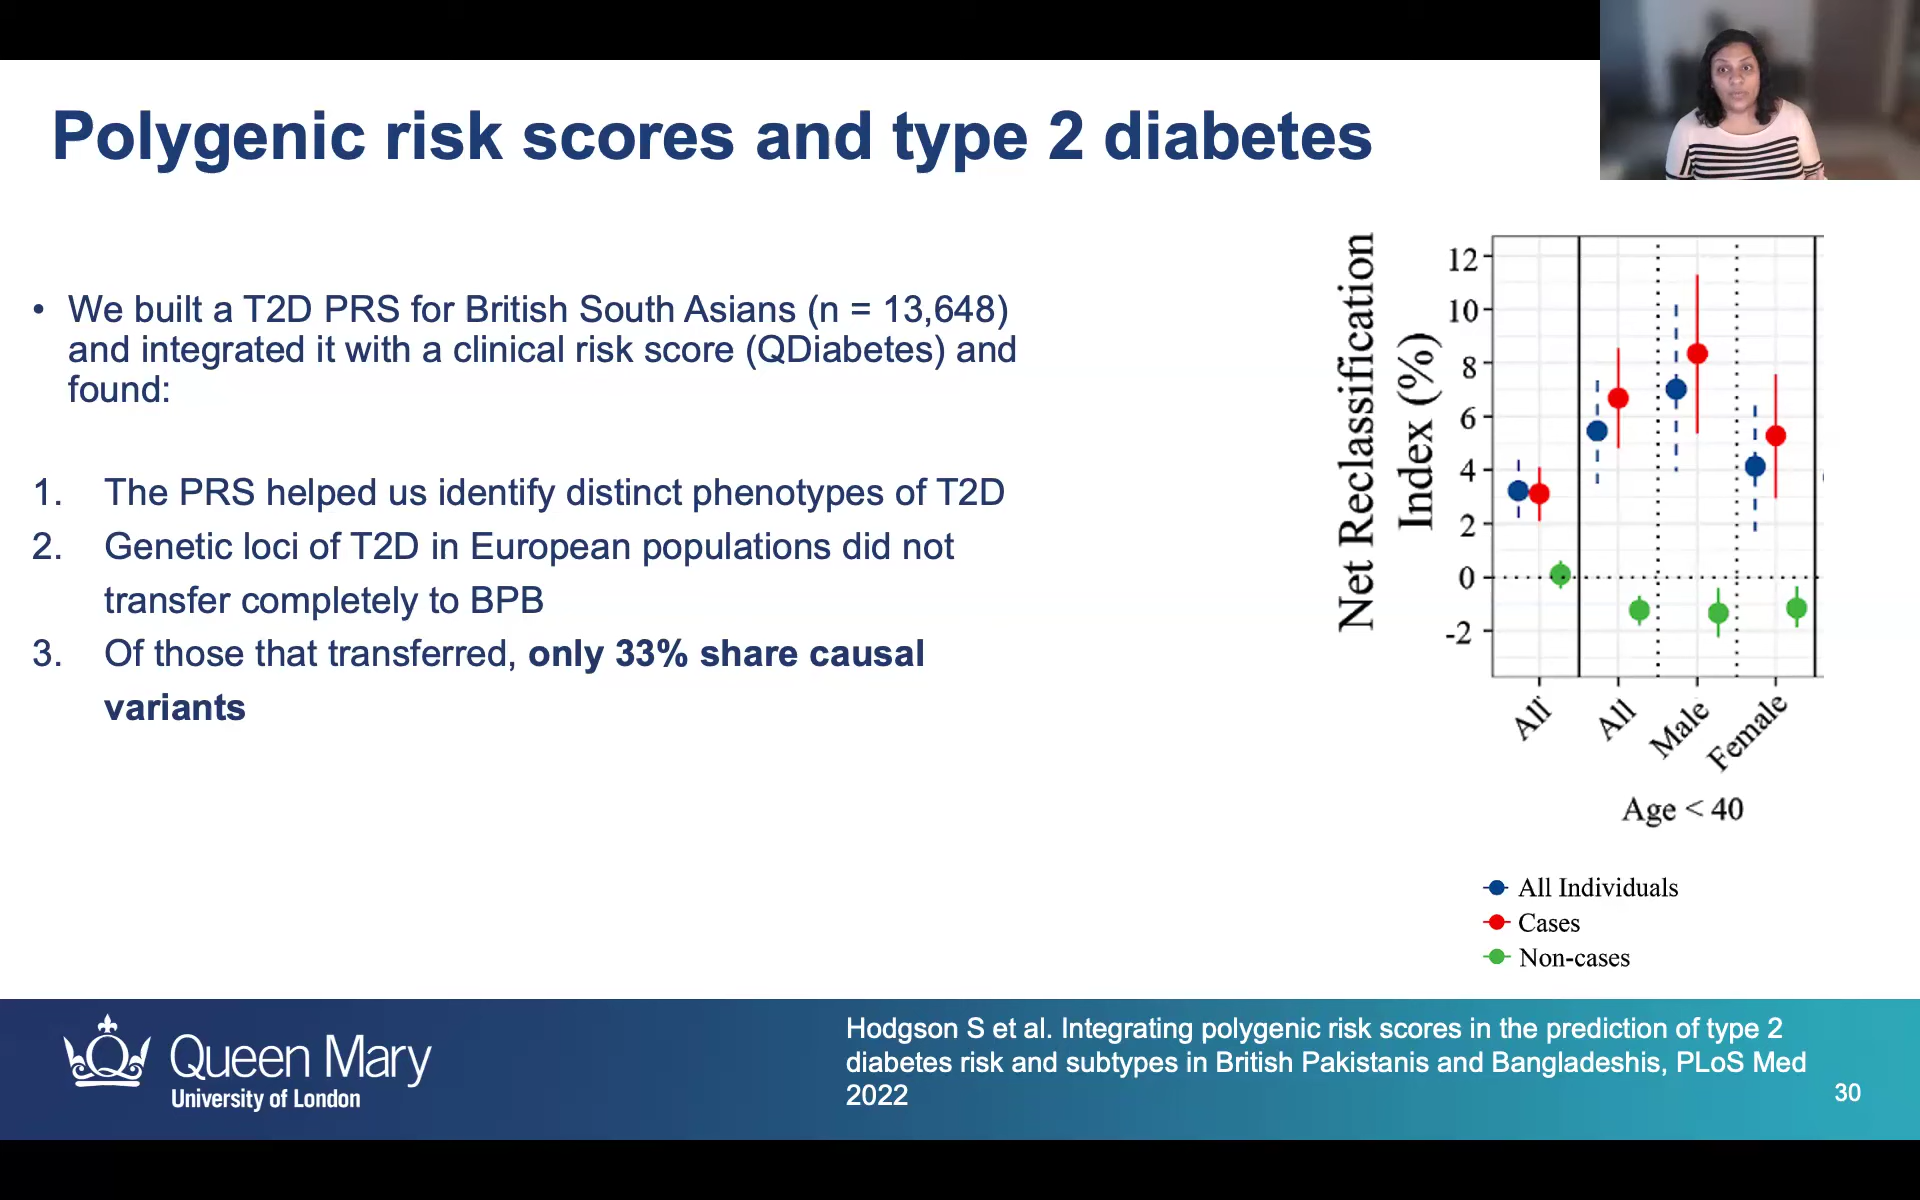 Polygenic risk scores and type 2 diabetes
• We built a T2D PRS for British South Asians (n = 13,648)
and integrated it with a clinical risk score (QDiabetes) and
found:
1. The PRS helped us identify distinct phenotypes of T2D
2. Genetic loci of T2D in European populations did not
transfer completely to BPB
3. Of those that transferred, only 33% share causal
variants
Net Reclassification
Index (%)
12
10
8
6
4
2
0
-2
All
All
Male
Female
Age < 40
All Individuals
Cases
Non-cases
Queen Mary
University of London
Hodgson S et al. Integrating polygenic risk scores in the prediction of type 2
diabetes risk and subtypes in British Pakistanis and Bangladeshis, PLoS Med
2022
30